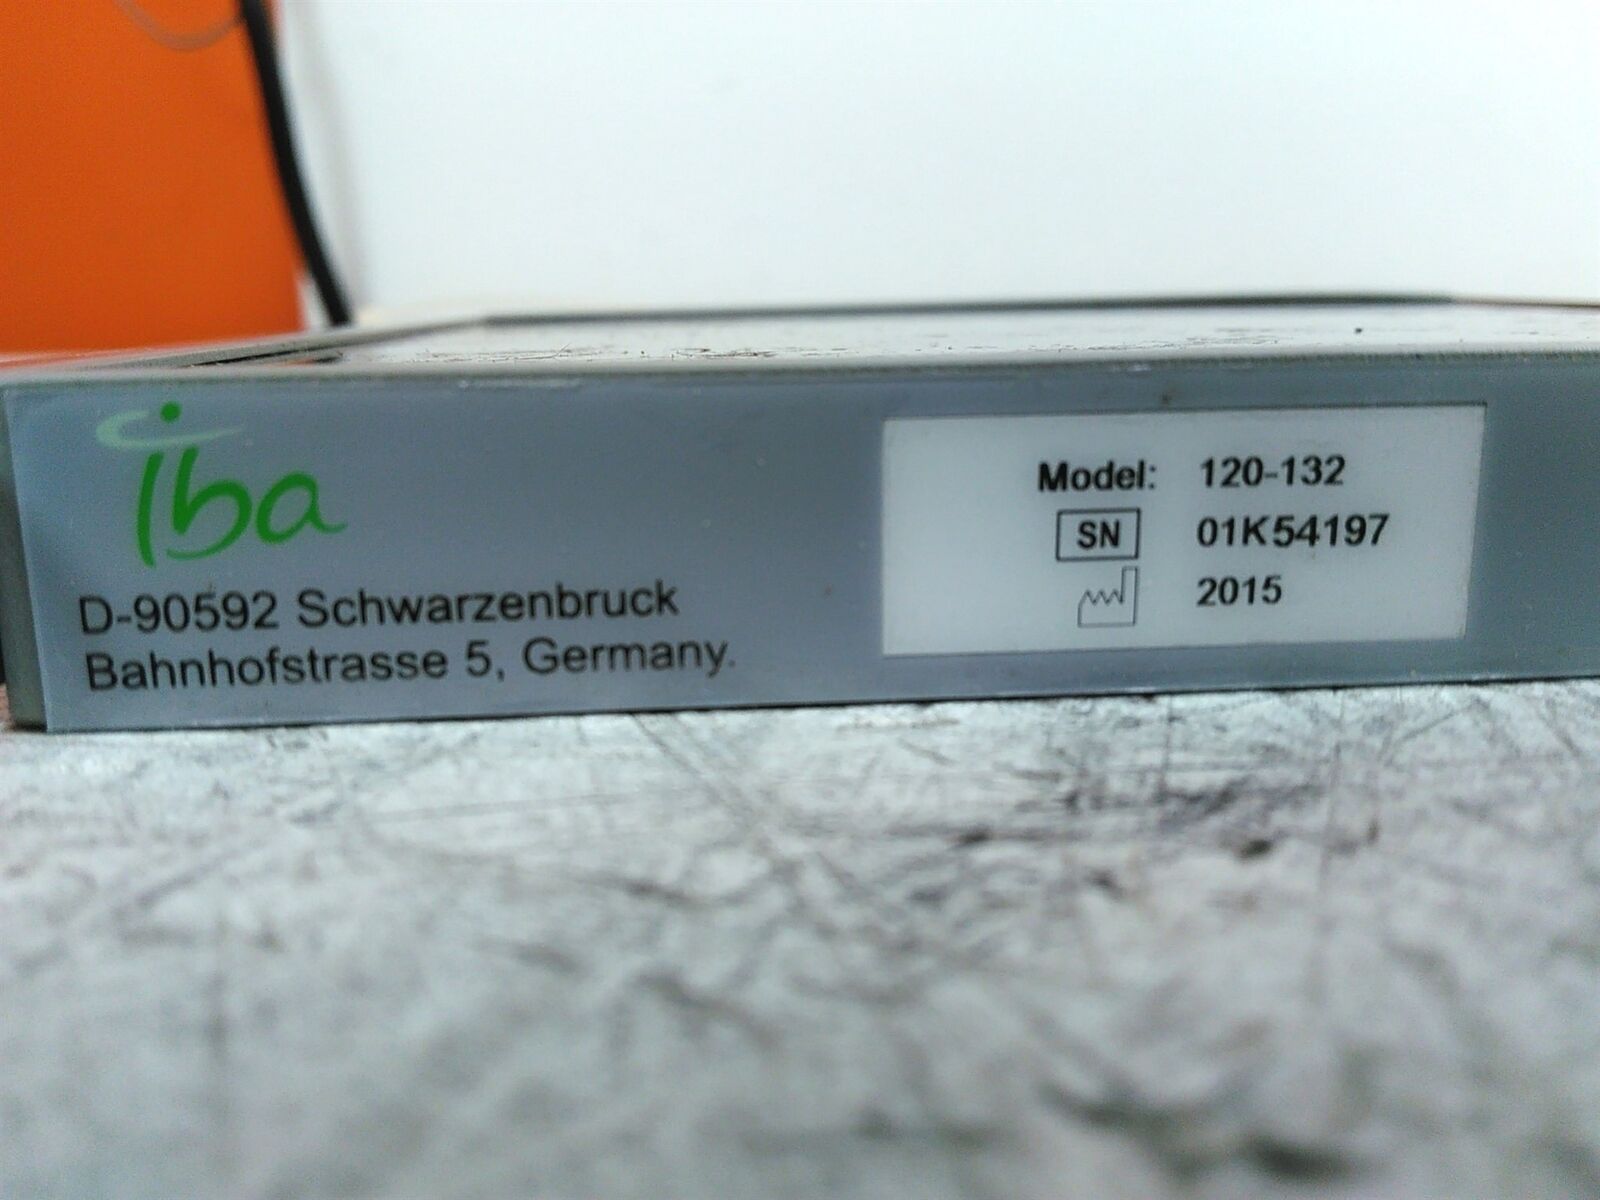 iba
D-90592 Schwarzenbruck
Bahnhofstrasse 5, Germany.
Model: 120-132
SN 01K54197
2015